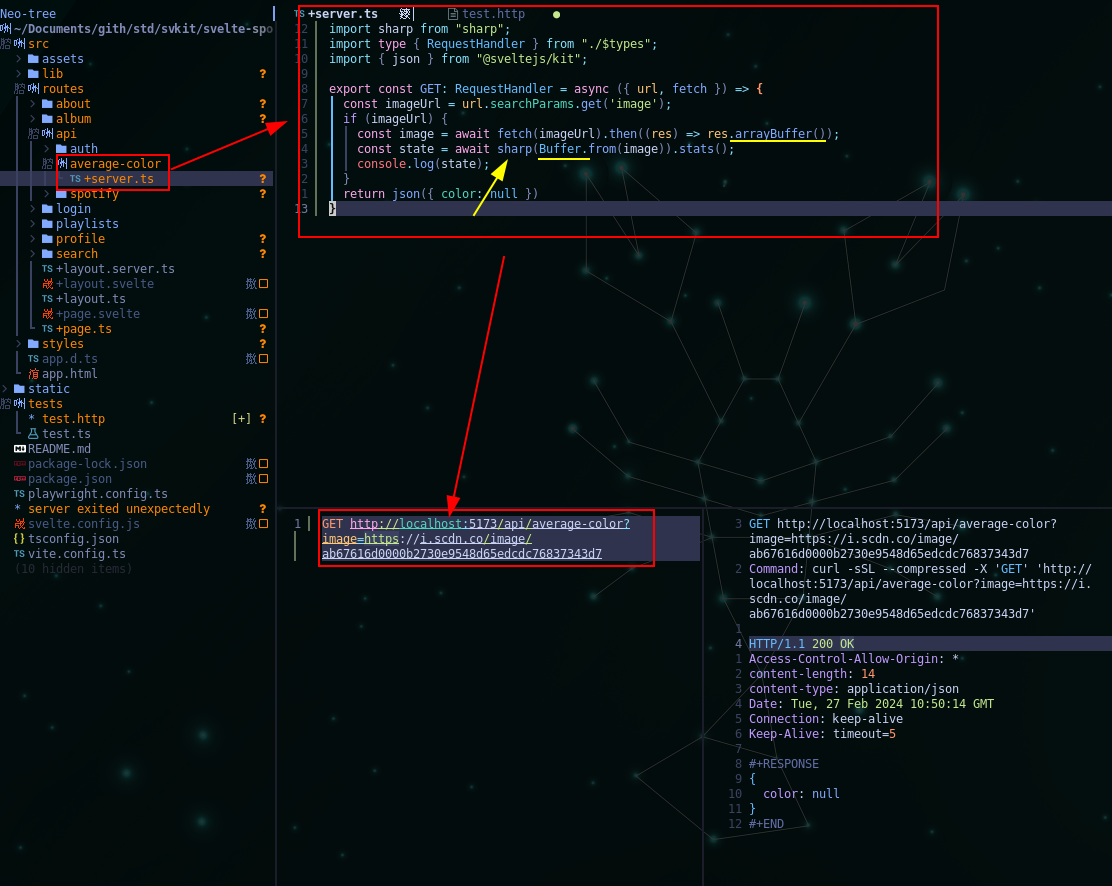 Neo-tree
~/Documents/gith/std/svkit/svelte-spo
src
assets
lib ?
routes
about ?
album ?
api
auth
average-color
TS +server.ts ?
spotify ?
login
playlists
profile ?
search ?
TS +layout.server.ts
+layout.svelte
TS +layout.ts
+page.svelte
TS +page.ts ?
styles ?
TS app.d.ts
app.html
static
tests
* test.http [+] ?
test.ts
README.md
package-lock.json
package.json
TS playwright.config.ts
* server exited unexpectedly ?
svelte.config.js
{} tsconfig.json
TS vite.config.ts
(10 hidden items)
TS +server.ts test.http ●
12 import sharp from "sharp";
11 import type { RequestHandler } from "./$types";
10 import { json } from "@sveltejs/kit";
9
8 export const GET: RequestHandler = async ({ url, fetch }) => {
7 const imageUrl = url.searchParams.get('image');
6 if (imageUrl) {
5 const image = await fetch(imageUrl).then((res) => res.arrayBuffer());
4 const state = await sharp(Buffer.from(image)).stats();
3 console.log(state);
2 }
1 return json({ color: null })
13 }
1 GET http://localhost:5173/api/average-color?
image=https://i.scdn.co/image/
ab67616d0000b2730e9548d65edcdc76837343d7
3 GET http://localhost:5173/api/average-color?
image=https://i.scdn.co/image/
ab67616d0000b2730e9548d65edcdc76837343d7
2 Command: curl -sSL --compressed -X 'GET' 'http://
localhost:5173/api/average-color?image=https://i.
scdn.co/image/
ab67616d0000b2730e9548d65edcdc76837343d7'
1
4 HTTP/1.1 200 OK
1 Access-Control-Allow-Origin: *
2 content-length: 14
3 content-type: application/json
4 Date: Tue, 27 Feb 2024 10:50:14 GMT
5 Connection: keep-alive
6 Keep-Alive: timeout=5
7
8 #+RESPONSE
9 {
10 color: null
11 }
12 #+END